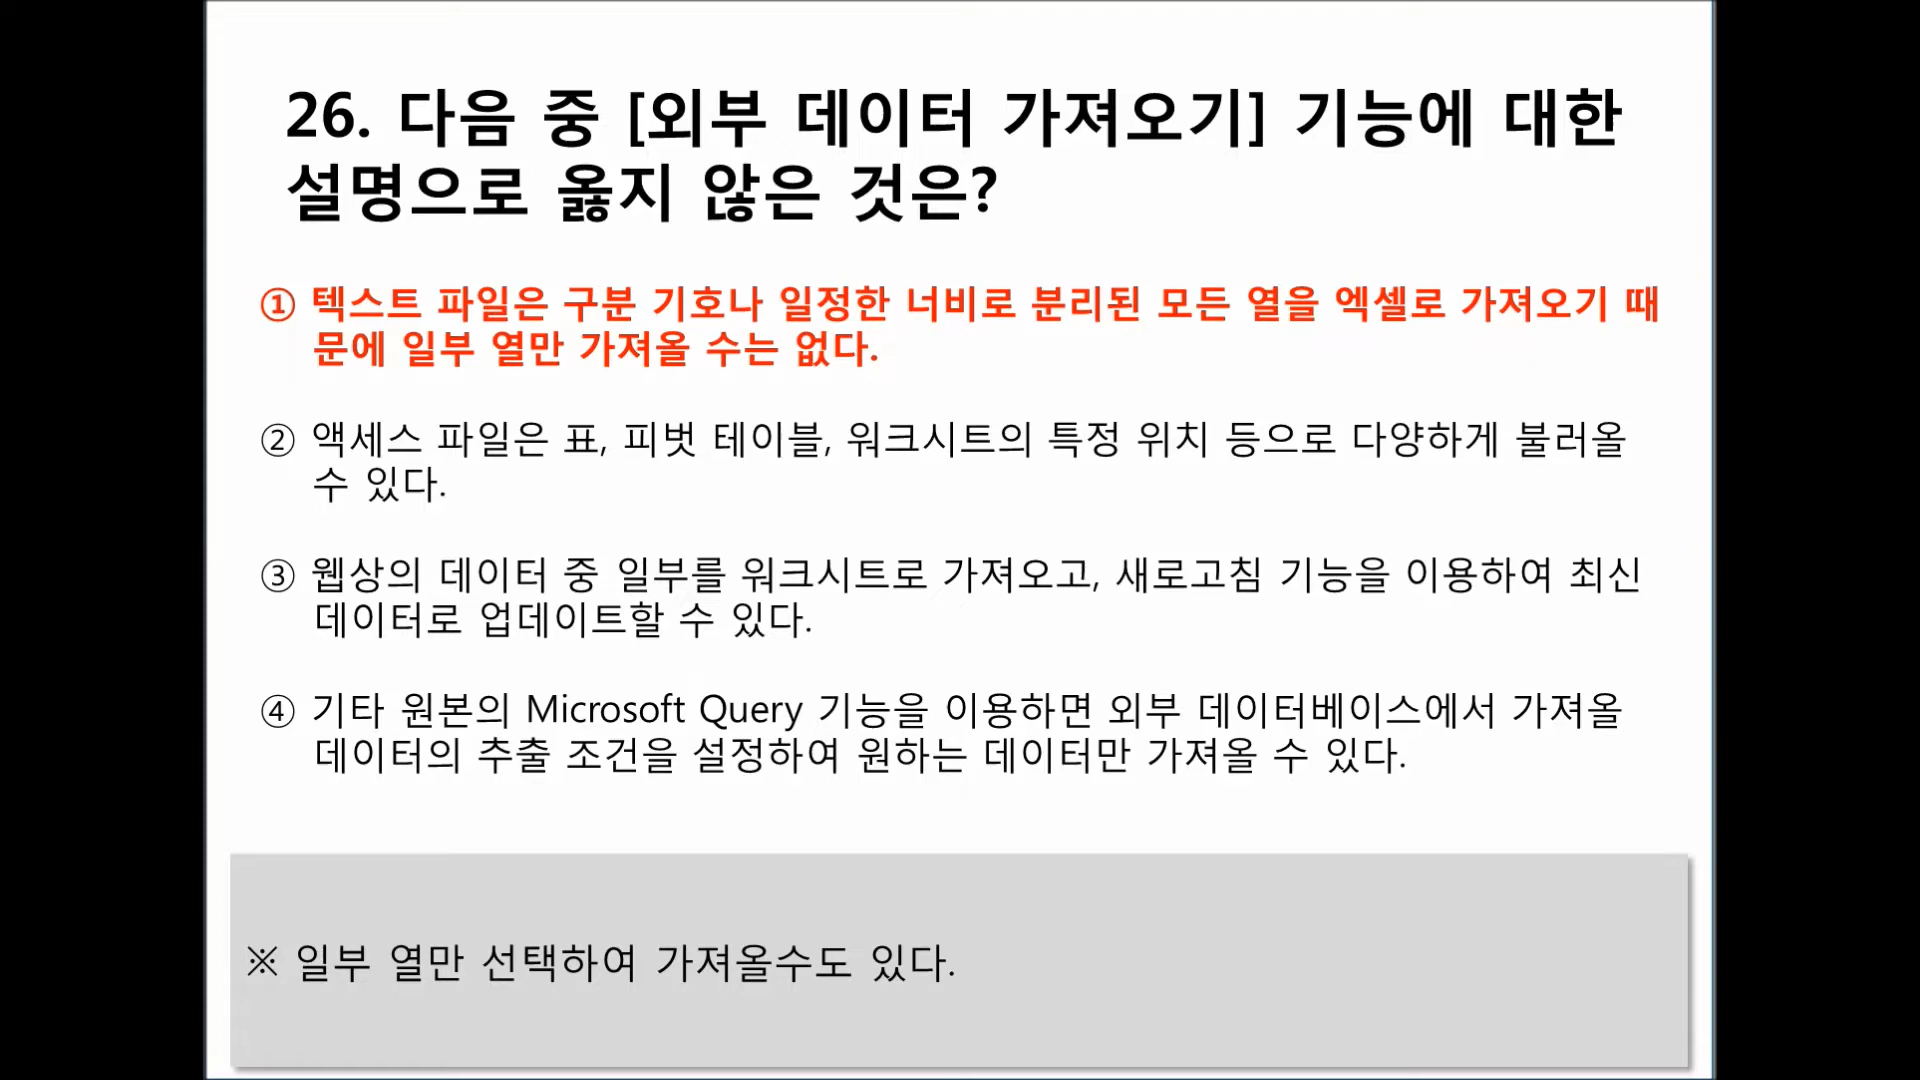 26. 다음 중 [외부 데이터 가져오기] 기능에 대한
설명으로 옳지 않은 것은?
① 텍스트 파일은 구분 기호나 일정한 너비로 분리된 모든 열을 엑셀로 가져오기 때
문에 일부 열만 가져올 수는 없다.
② 액세스 파일은 표, 피벗 테이블, 워크시트의 특정 위치 등으로 다양하게 불러올
수 있다.
③ 웹상의 데이터 중 일부를 워크시트로 가져오고, 새로고침 기능을 이용하여 최신
데이터로 업데이트할 수 있다.
④ 기타 원본의 Microsoft Query 기능을 이용하면 외부 데이터베이스에서 가져올
데이터의 추출 조건을 설정하여 원하는 데이터만 가져올 수 있다.
※ 일부 열만 선택하여 가져올수도 있다.